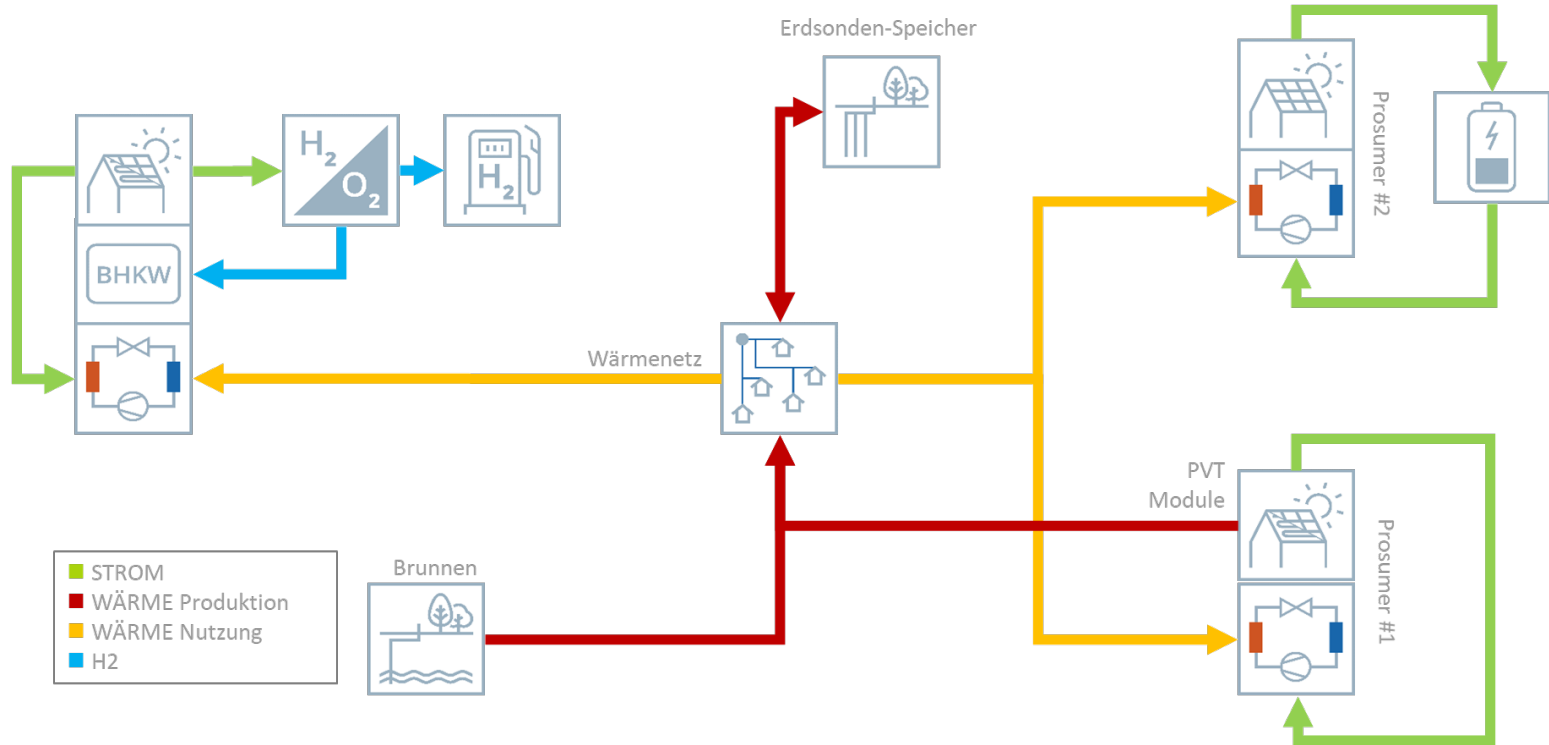 Erdsonden-Speicher
H2
O2
H2
BHKW
Prosumer #2
Wärmenetz
PVT
Module
Prosumer #1
Brunnen
STROM
WÄRME Produktion
WÄRME Nutzung
H2